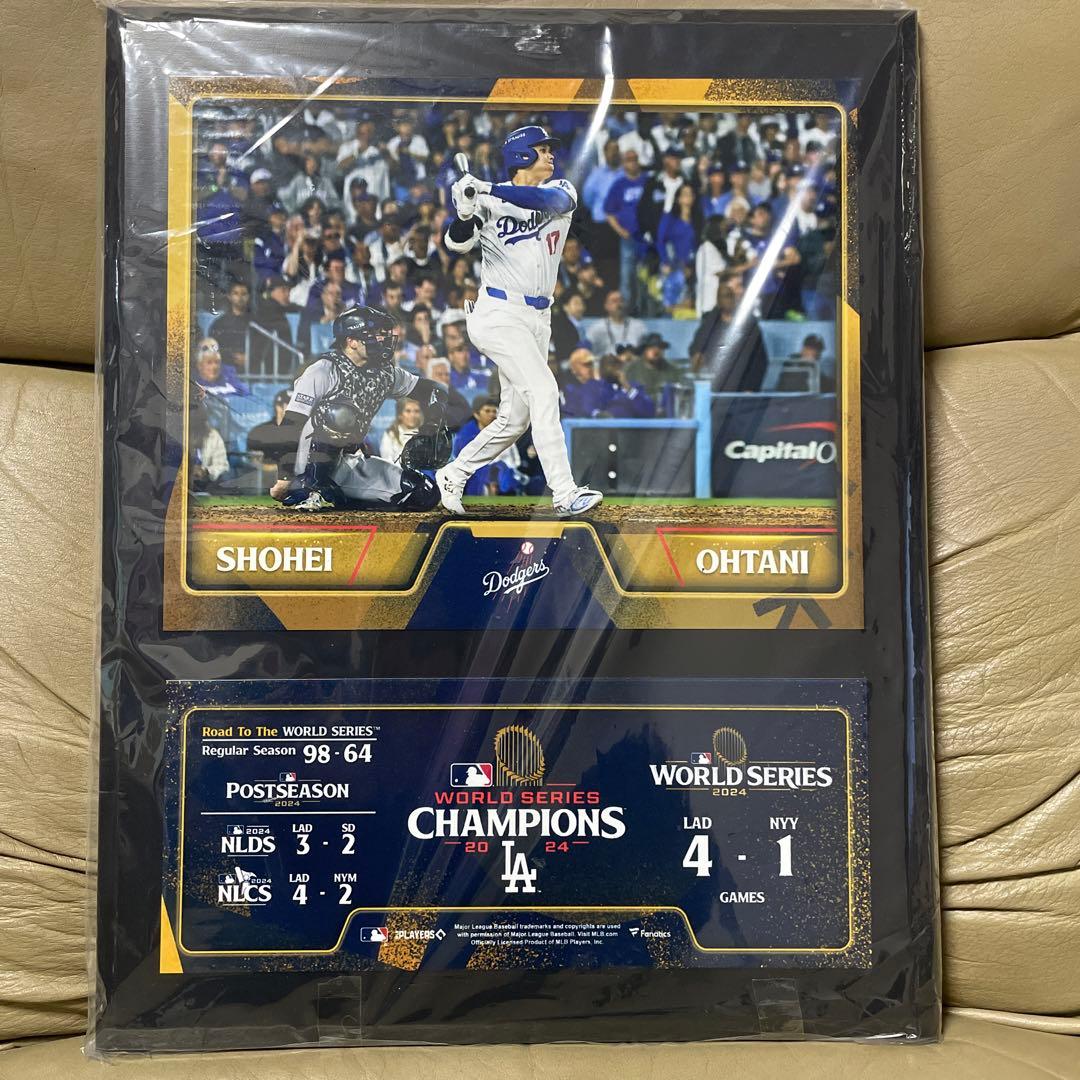 Dodgers
17
CapitalO
SHOHEI
OHTANI
Dodgers
Road To The WORLD SERIES™
Regular Season 98 - 64
POSTSEASON
2024
2024
NLDS
LAD SD
3 - 2
2024
NLCS
LAD NYM
4 - 2
WORLD SERIES
CHAMPIONS
20 24
LA
WORLD SERIES
2024
LAD NYY
4 - 1
GAMES
PLAYERS
Major League Baseball trademarks and copyrights are used
with permission of Major League Baseball. Visit MLB.com
Officially Licensed Product of MLB Players, Inc.
Fanatics